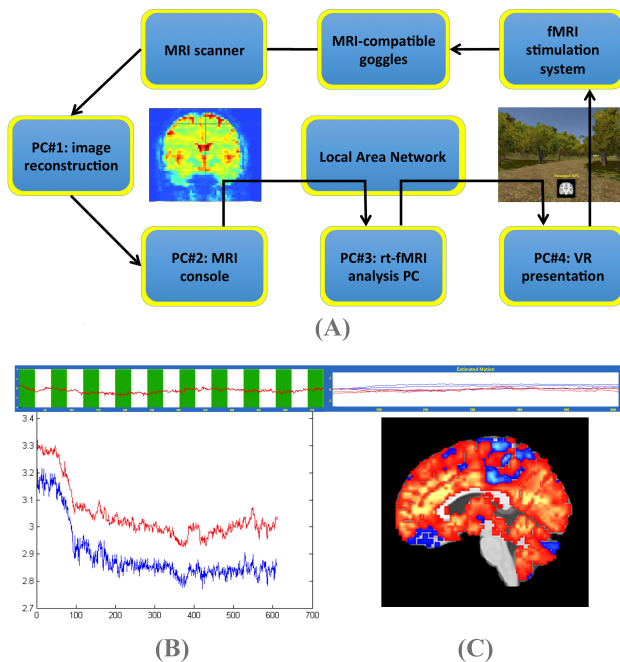 MRI scanner
MRI-compatible
goggles
fMRI
stimulation
system
PC#1: image
reconstruction
Local Area Network
PC#2: MRI
console
PC#3: rt-fMRI
analysis PC
PC#4: VR
presentation
(A)
Estimated Motion
3.4
3.3
3.2
3.1
3
2.9
2.8
2.7
0
100
200
300
400
500
600
700
(B)
(C)